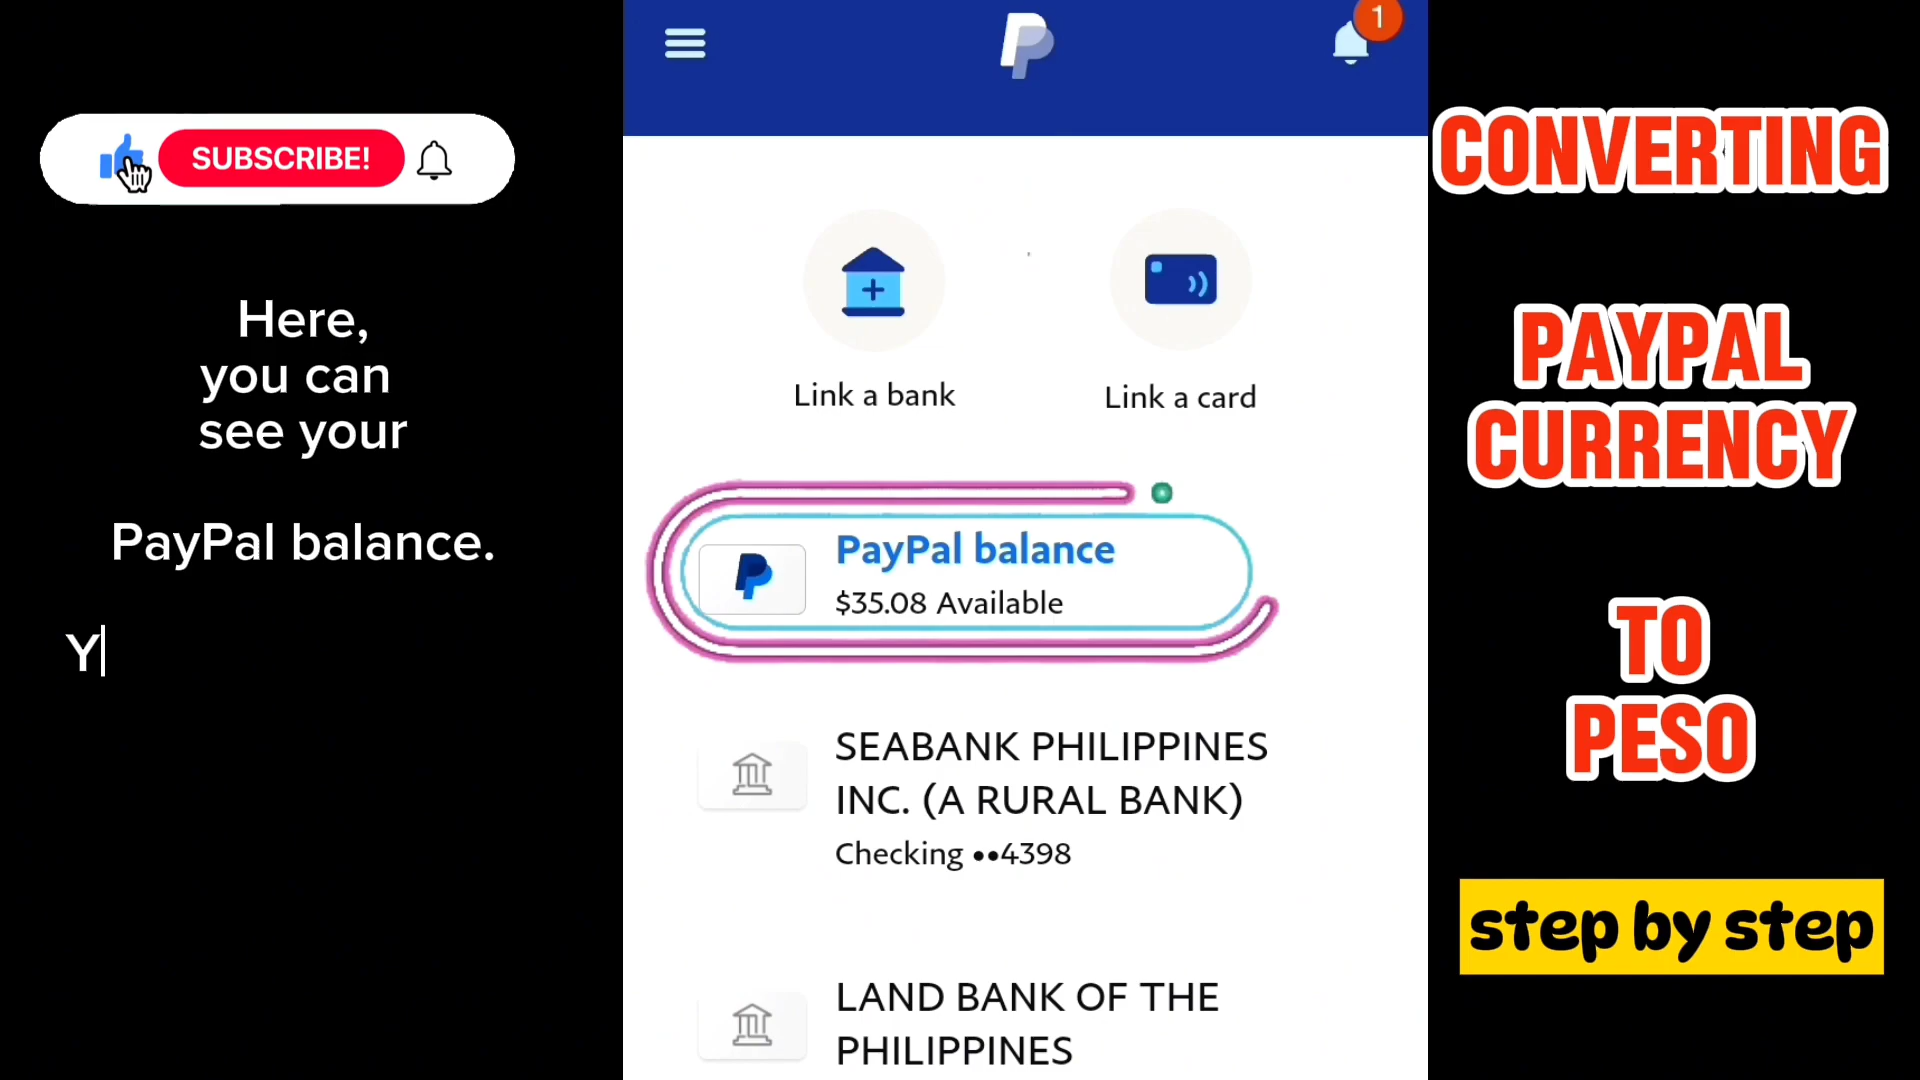 SUBSCRIBE!
Here,
you can
see your
PayPal balance.
Y
1
Link a bank
Link a card
PayPal balance
$35.08 Available
SEABANK PHILIPPINES
INC. (A RURAL BANK)
Checking ••4398
LAND BANK OF THE
PHILIPPINES
CONVERTING
PAYPAL
CURRENCY
TO
PESO
step by step